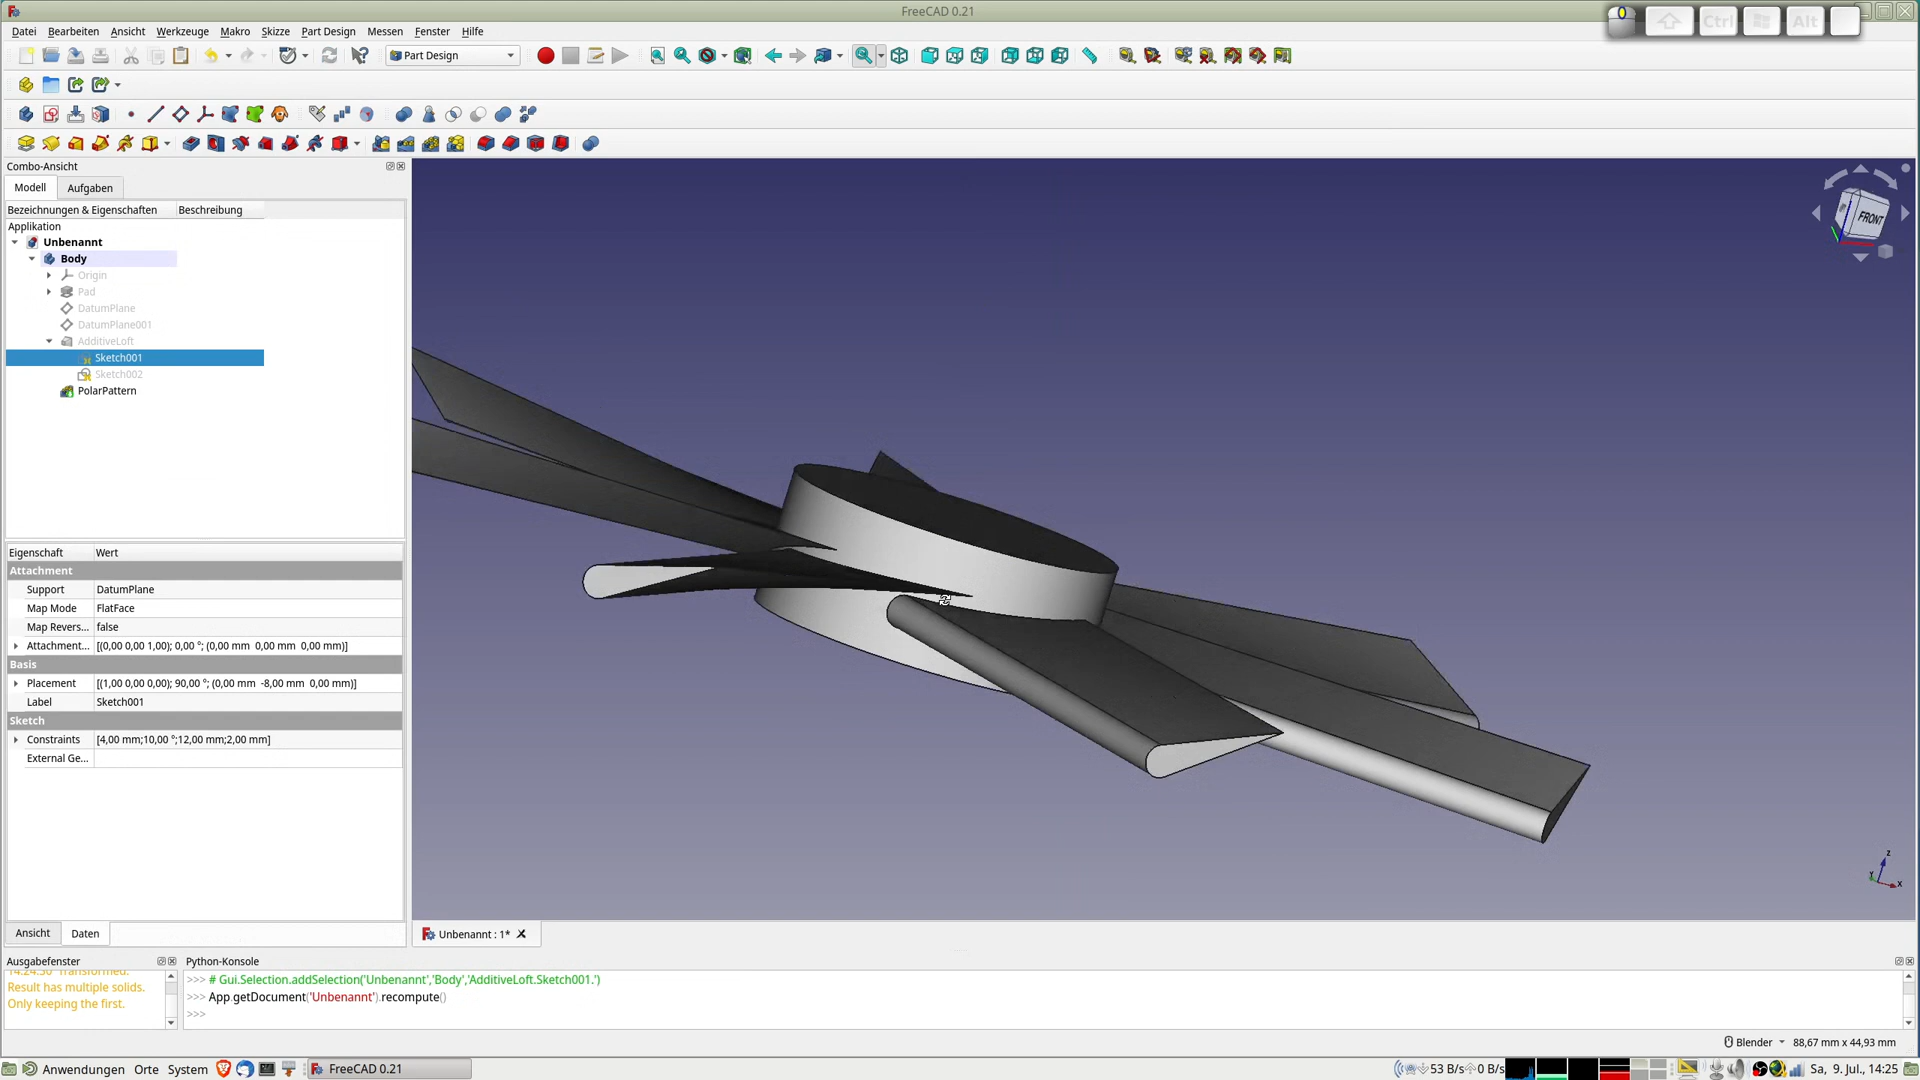 FreeCAD 0.21
Ctrl
Alt
Datei Bearbeiten Ansicht Werkzeuge Makro Skizze Part Design Messen Fenster Hilfe
Part Design
Combo-Ansicht
Modell Aufgaben
Bezeichnungen & Eigenschaften Beschreibung
Applikation
Unbenannt
Body
Origin
Pad
DatumPlane
DatumPlane001
AdditiveLoft
Sketch001
Sketch002
PolarPattern
FRONT
Eigenschaft Wert
Attachment
Support DatumPlane
Map Mode FlatFace
Map Revers... false
Attachment... [(0,00 0,00 1,00); 0,00 °; (0,00 mm 0,00 mm 0,00 mm)]
Basis
Placement [(1,00 0,00 0,00); 90,00 °; (0,00 mm -8,00 mm 0,00 mm)]
Label Sketch001
Sketch
Constraints [4,00 mm;10,00 °;12,00 mm;2,00 mm]
External Ge...
Z
Y
X
Ansicht Daten
Unbenannt : 1*
Ausgabefenster
14:24:30 Transformed:
Result has multiple solids.
Only keeping the first.
Python-Konsole
>>> # Gui.Selection.addSelection('Unbenannt','Body','AdditiveLoft.Sketch001.')
>>> App.getDocument('Unbenannt').recompute()
>>>
Blender 88,67 mm x 44,93 mm
Anwendungen Orte System FreeCAD 0.21 53 B/s 0 B/s Sa, 9. Jul., 14:25